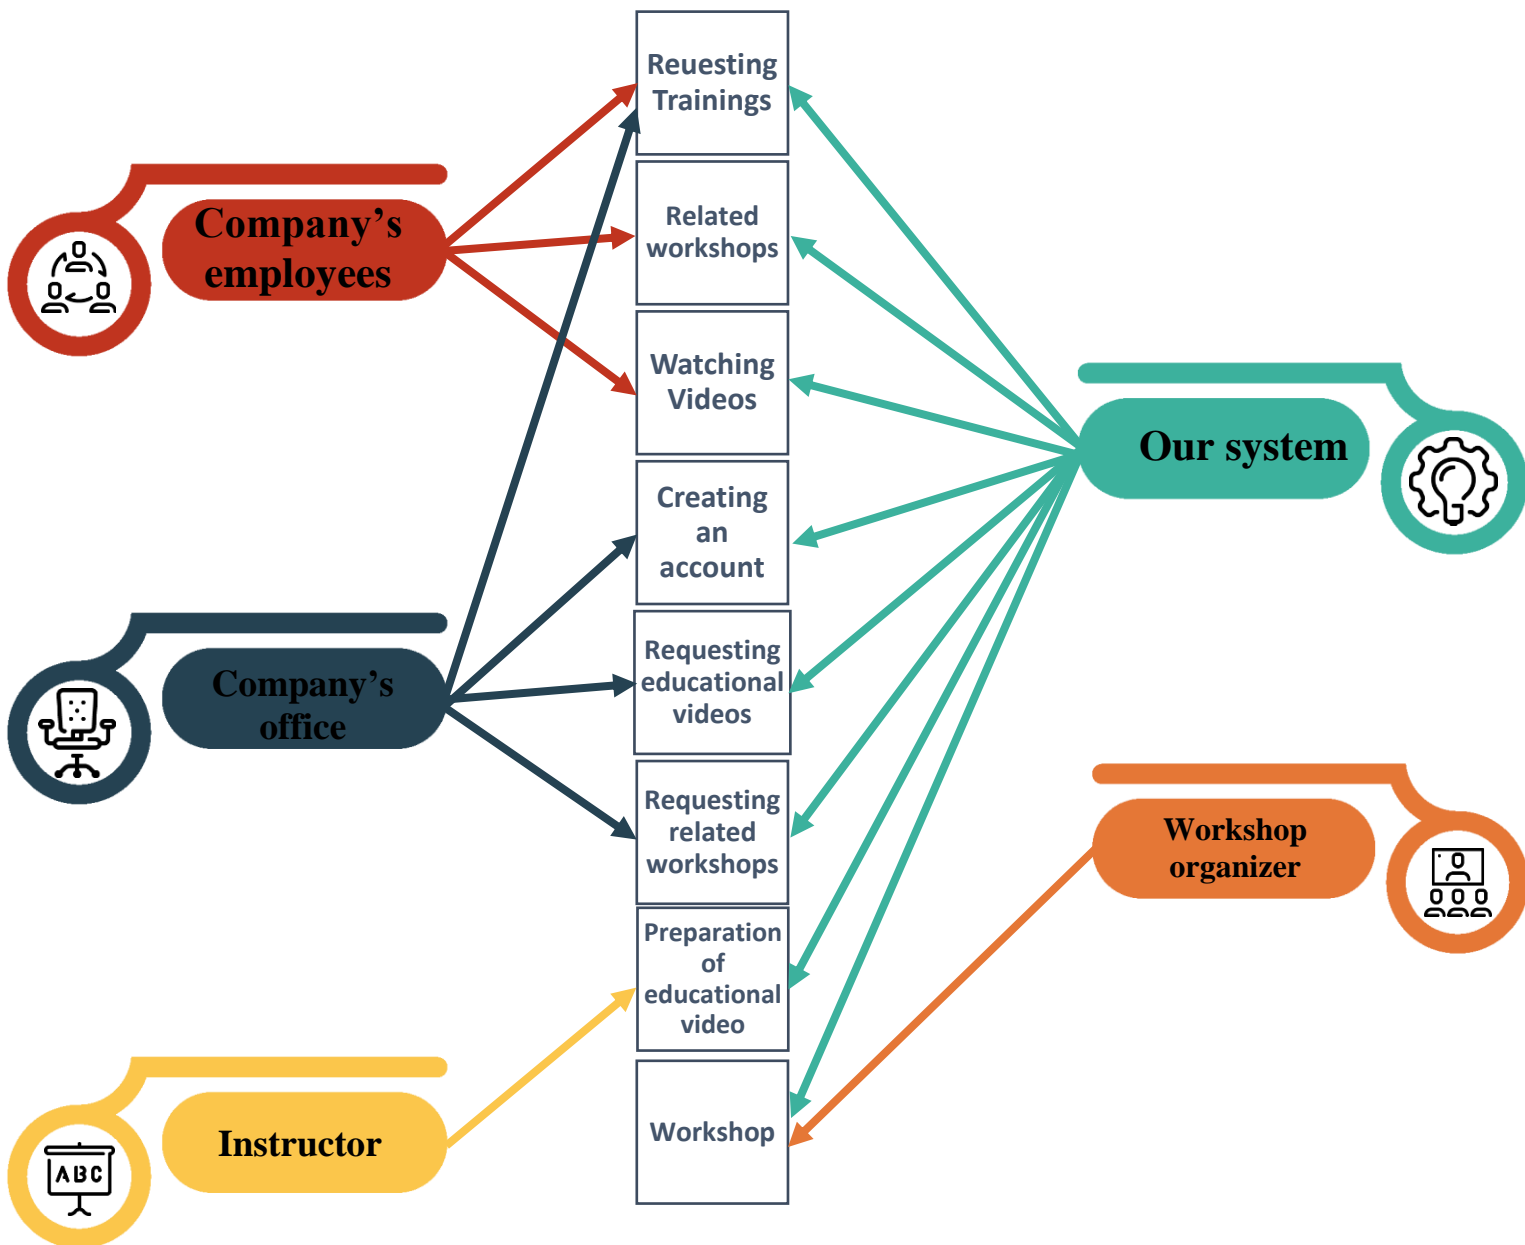 Reuesting
Trainings
Related
workshops
Watching
Videos
Creating
an
account
Requesting
educational
videos
Requesting
related
workshops
Preparation
of
educational
video
Workshop
Company's
employees
Company's
office
Instructor
ABC
Our system
Workshop
organizer